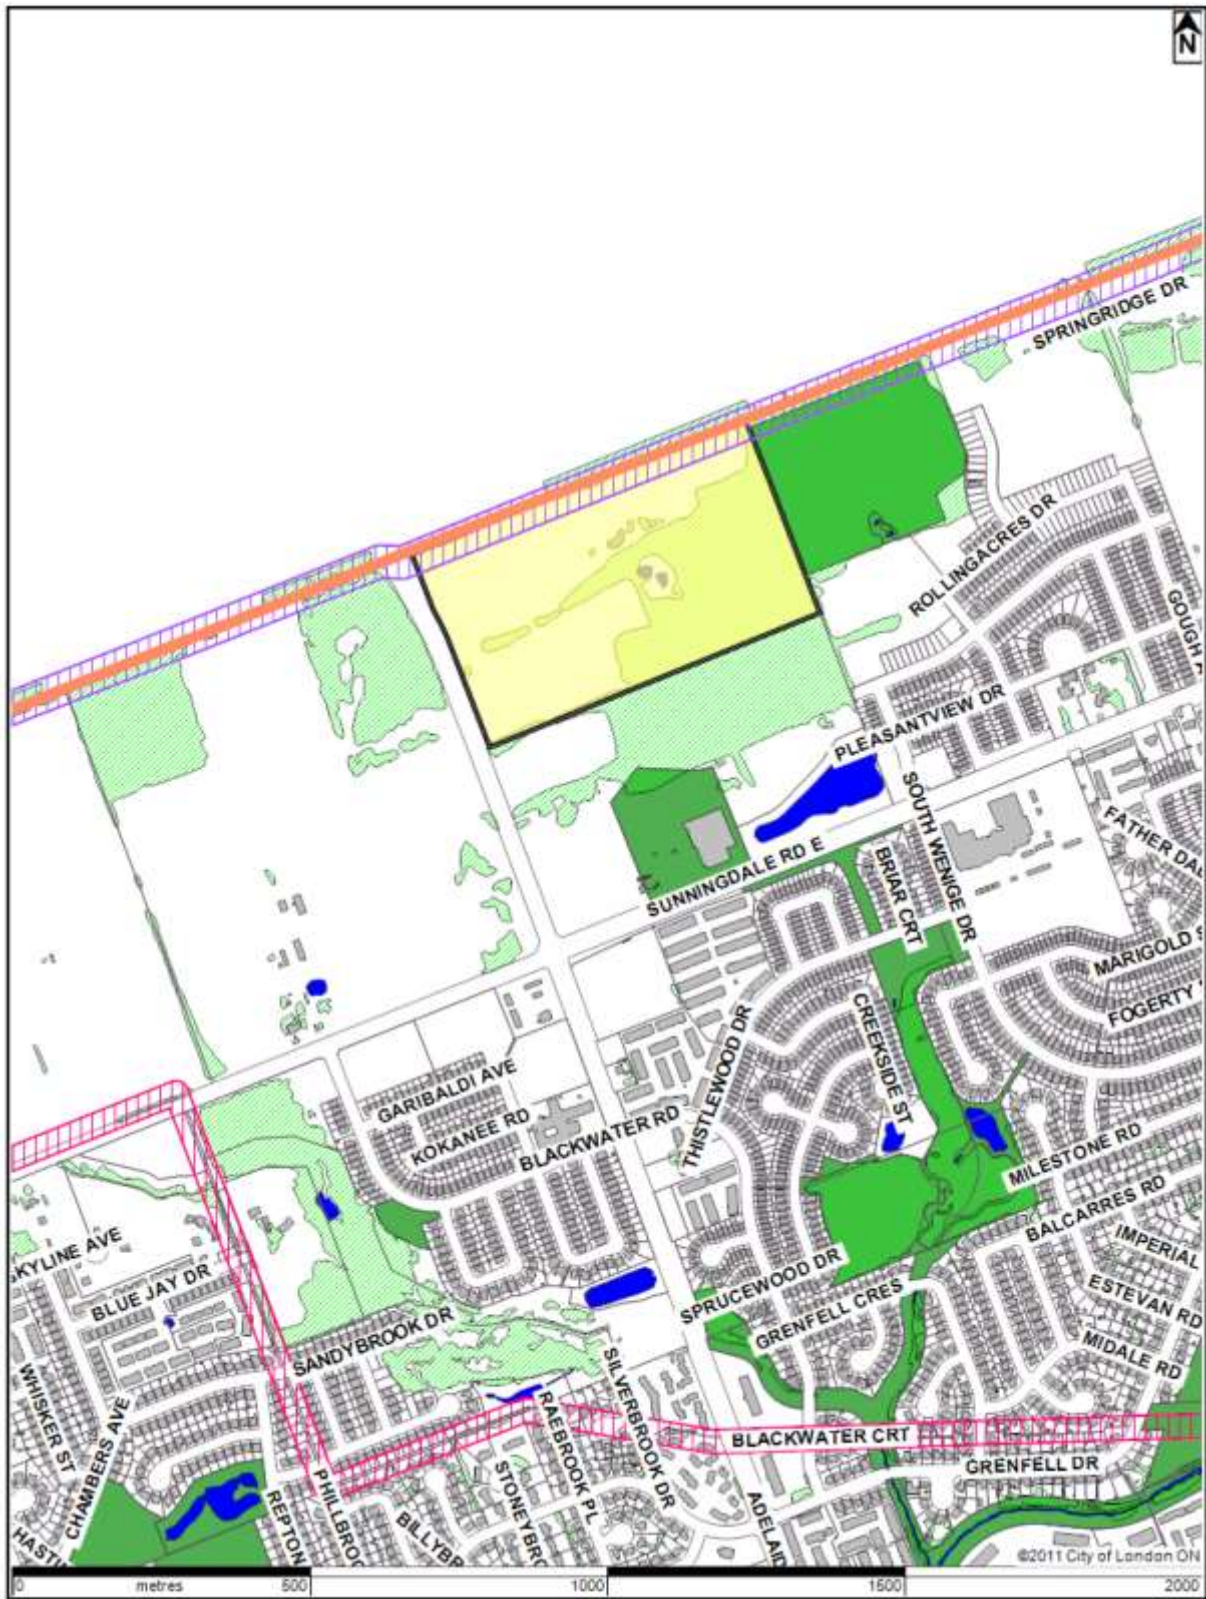 N
SPRINGRIDGE DR
ROLLINGACRES DR
GOUGH A
PLEASANTVIEW DR
SOUTH WENIGE DR
FATHER DAL
SUNNINGDALE RD E
BRIAR CRT
MARIGOLD S
FOGERTY
CREEKSIDE ST
THISTLEWOOD DR
GARIBALDI AVE
KOKANEE RD
BLACKWATER RD
MILESTONE RD
BALCARRES RD
IMPERIAL
SKYLINE AVE
BLUE JAY DR
SPRUCEWOOD DR
GRENFELL CRES
ESTEVAN RD
SANDYBROOK DR
MIDALE RD
WHISKER ST
CHAMBERS AVE
SILVERBROOK DR
RAEBROOK PL
BLACKWATER CRT
GRENFELL DR
STONEYBRO
PHILLBROO
REPTON
BILLYBR
ADELAID
HASTI
©2011 City of London ON
0 metres 500 1000 1500 2000